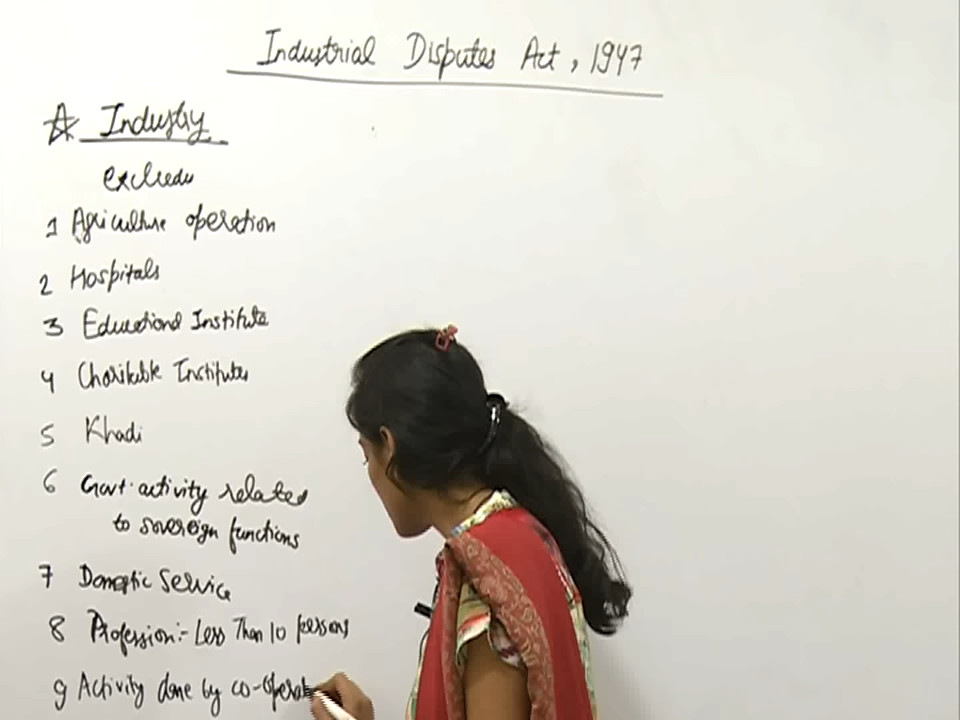 Industrial Disputes Act, 1947
☆ Industry
excludes
1 Agriculture operation
2 Hospitals
3 Educational Institute
4 Charitable Institutes
5 Khadi
6 Govt. activity related
to sovereign functions
7 Domestic Service
8 Profession:- Less Than 10 persons
9 Activity done by co-operat